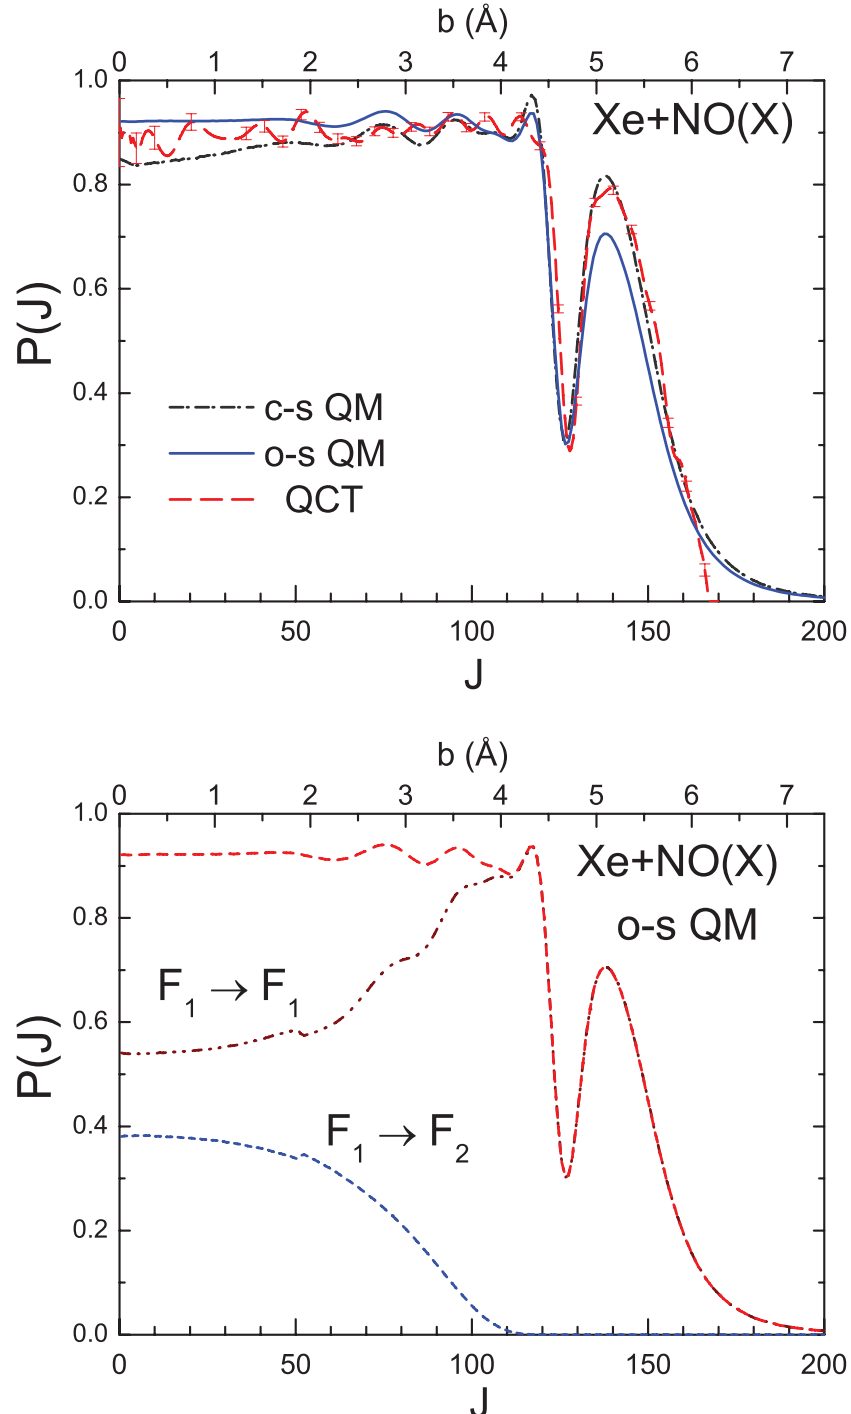 b (Å)
0 1 2 3 4 5 6 7
1.0
Xe+NO(X)
0.8
0.6
P(J)
0.4
c-s QM
o-s QM
QCT
0.2
0.0
0 50 100 150 200
J
b (Å)
0 1 2 3 4 5 6 7
1.0
Xe+NO(X)
o-s QM
0.8
F₁ → F₁
0.6
P(J)
0.4
F₁ → F₂
0.2
0.0
0 50 100 150 200
J